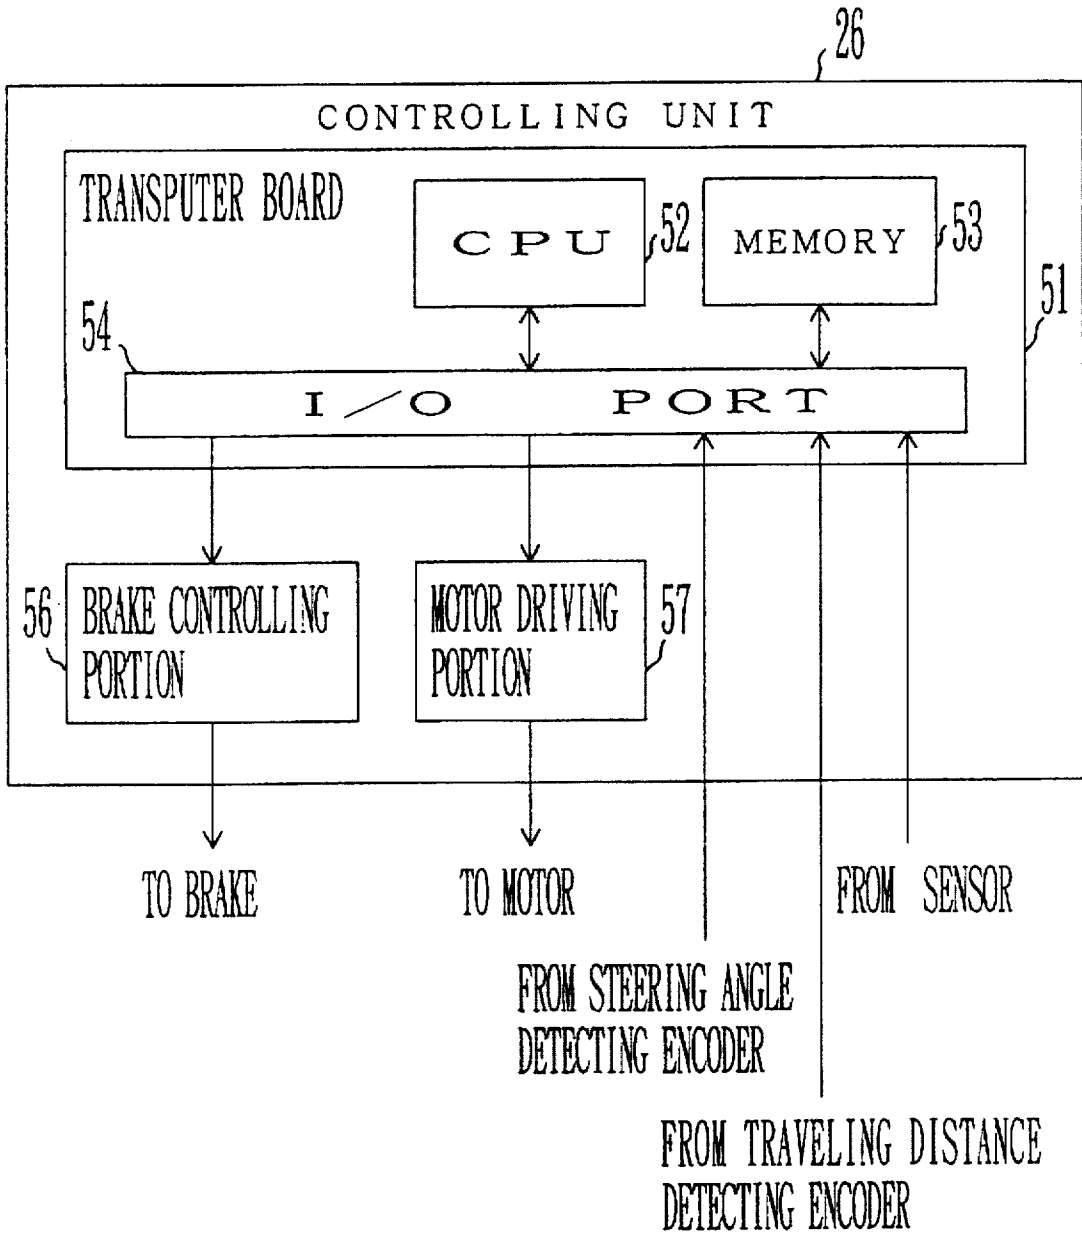 26
CONTROLLING UNIT
TRANSPUTER BOARD
CPU
52
MEMORY
53
51
54
I/O PORT
56
BRAKE CONTROLLING
PORTION
MOTOR DRIVING
PORTION
57
TO BRAKE
TO MOTOR
FROM SENSOR
FROM STEERING ANGLE
DETECTING ENCODER
FROM TRAVELING DISTANCE
DETECTING ENCODER